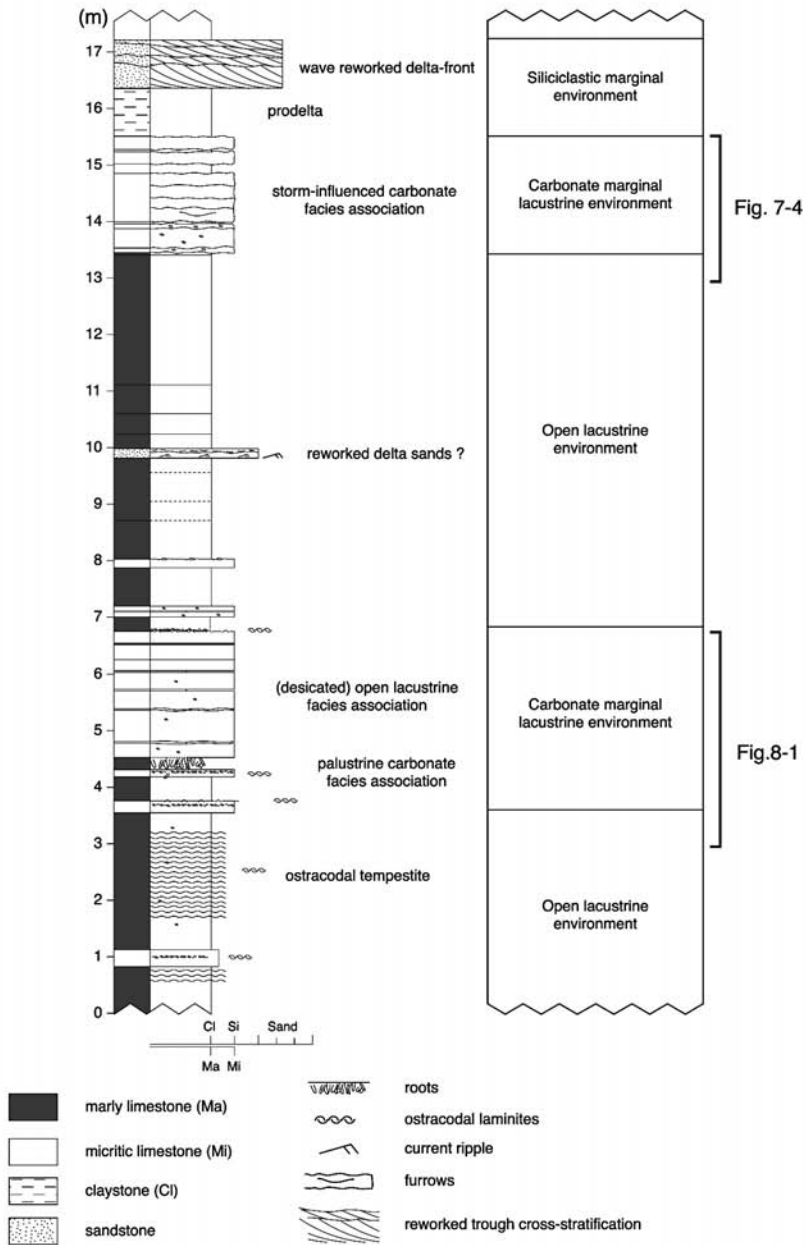 (m)
17
16
15
14
13
12
11
10
9
8
7
6
5
4
3
2
1
0
wave reworked delta-front
prodelta
storm-influenced carbonate
facies association
reworked delta sands ?
(desicated) open lacustrine
facies association
palustrine carbonate
facies association
ostracodal tempestite
Siliciclastic marginal
environment
Carbonate marginal
lacustrine environment
Open lacustrine
environment
Carbonate marginal
lacustrine environment
Open lacustrine
environment
Fig. 7-4
Fig.8-1
Cl Si Sand
Ma Mi
marly limestone (Ma)
micritic limestone (Mi)
claystone (Cl)
sandstone
roots
ostracodal laminites
current ripple
furrows
reworked trough cross-stratification